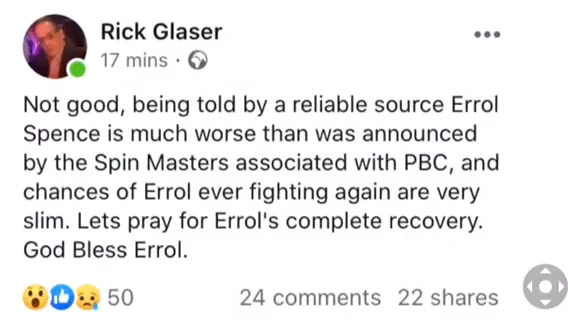 Rick Glaser
17 mins ·
Not good, being told by a reliable source Errol
Spence is much worse than was announced
by the Spin Masters associated with PBC, and
chances of Errol ever fighting again are very
slim. Lets pray for Errol's complete recovery.
God Bless Errol.
50 24 comments 22 shares